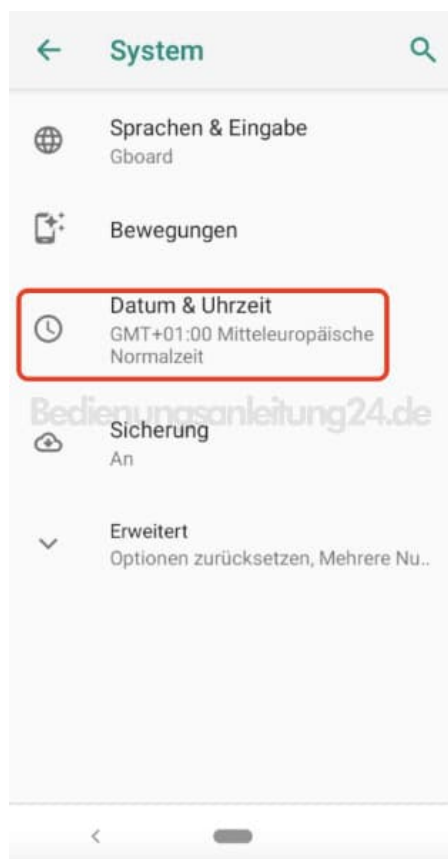 System
Sprachen & Eingabe
Gboard
Bewegungen
Datum & Uhrzeit
GMT+01:00 Mitteleuropäische
Normalzeit
Bedienungsanleitung24.de
Sicherung
An
Erweitert
Optionen zurücksetzen, Mehrere Nu..